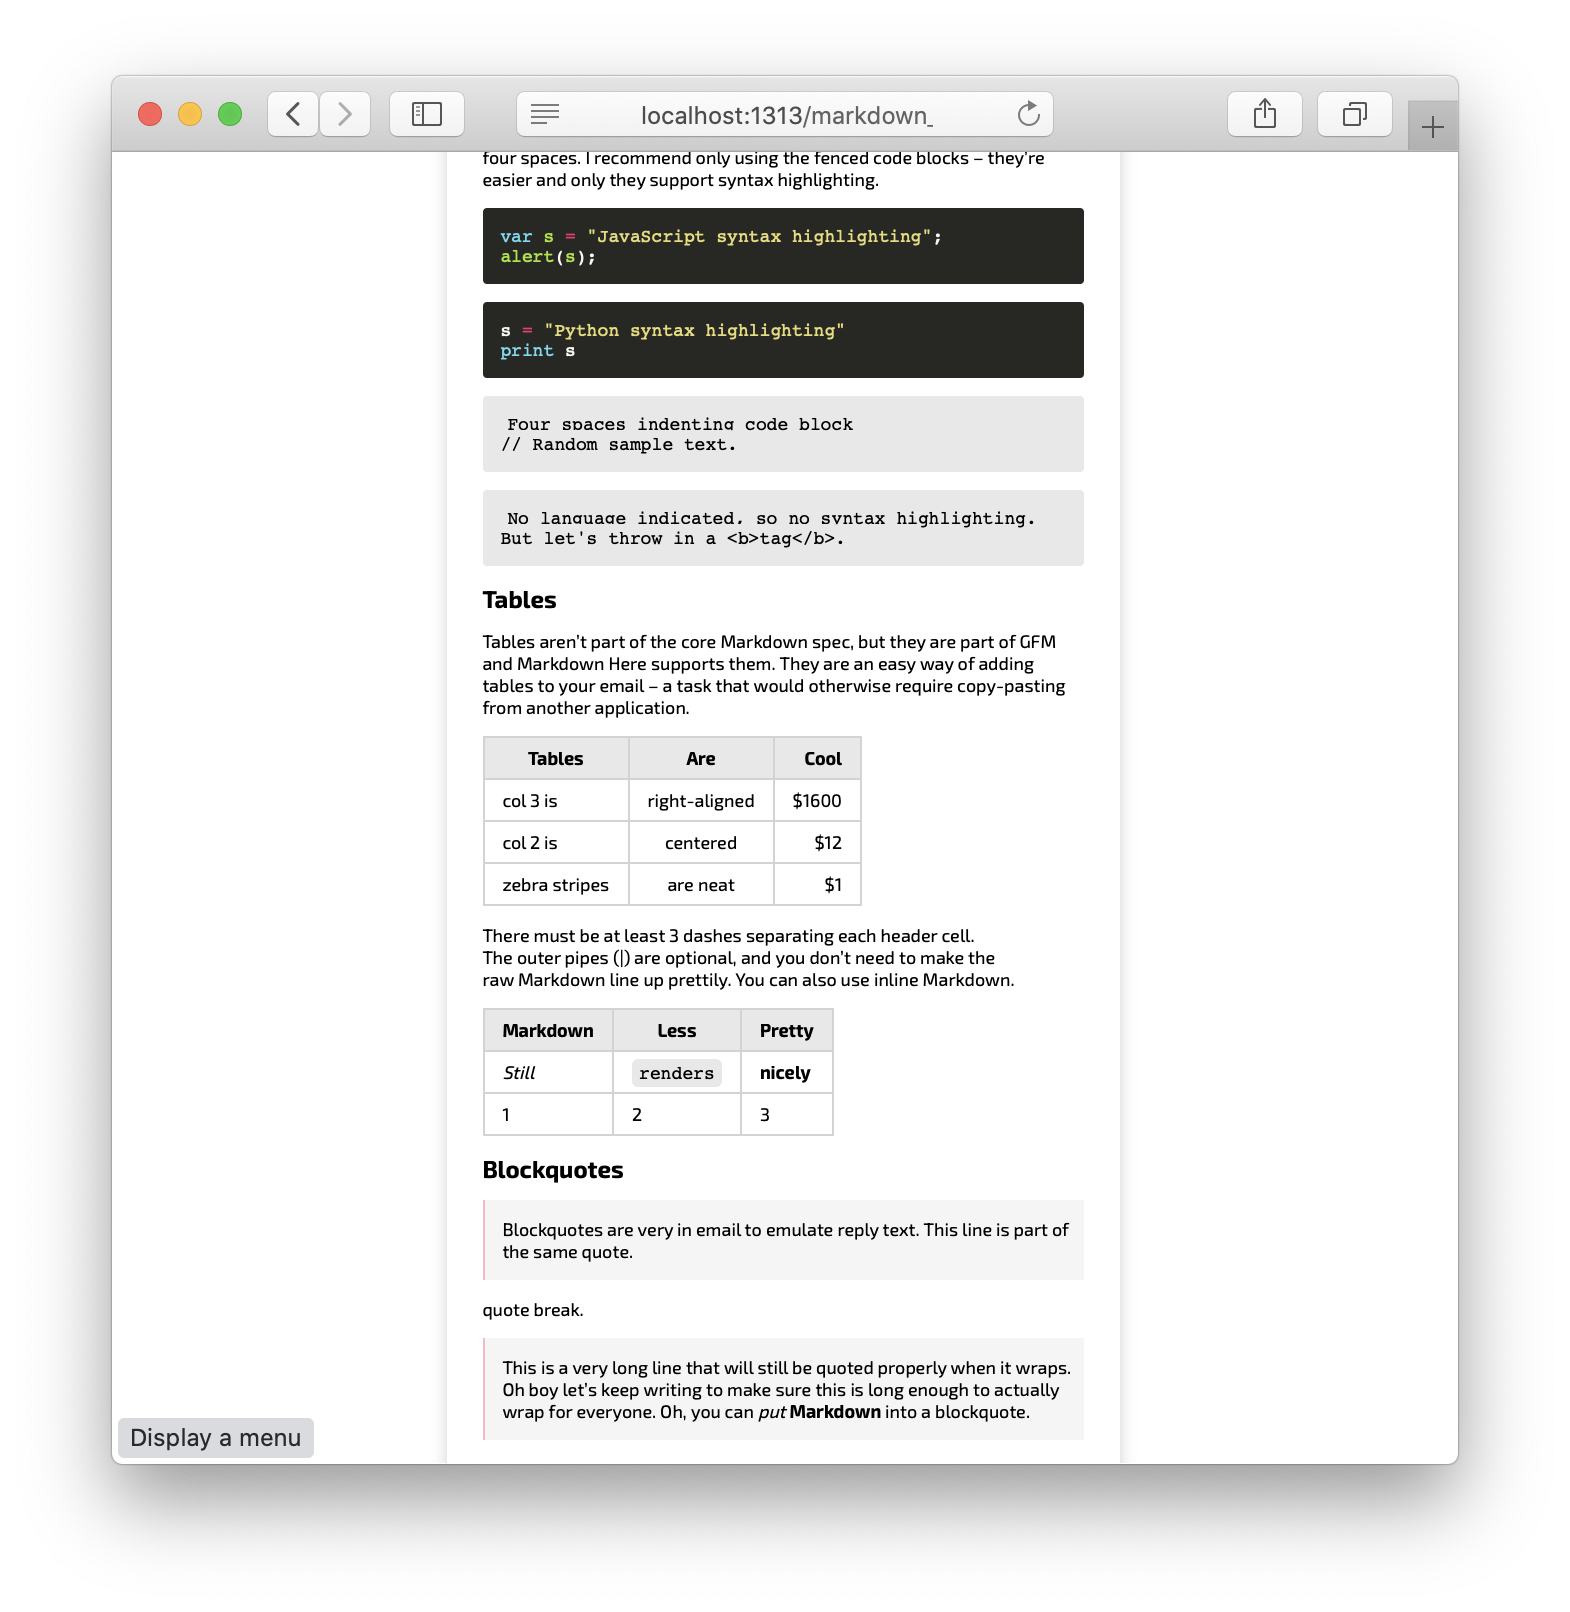 localhost:1313/markdown_
four spaces. I recommend only using the fenced code blocks – they’re
easier and only they support syntax highlighting.
var s = "JavaScript syntax highlighting";
alert(s);
s = "Python syntax highlighting"
print s
Four spaces indenting code block
// Random sample text.
No language indicated, so no syntax highlighting.
But let's throw in a <b>tag</b>.
Tables
Tables aren’t part of the core Markdown spec, but they are part of GFM
and Markdown Here supports them. They are an easy way of adding
tables to your email – a task that would otherwise require copy-pasting
from another application.
Tables Are Cool
col 3 is right-aligned $1600
col 2 is centered $12
zebra stripes are neat $1
There must be at least 3 dashes separating each header cell.
The outer pipes (|) are optional, and you don’t need to make the
raw Markdown line up prettily. You can also use inline Markdown.
Markdown Less Pretty
Still renders nicely
1 2 3
Blockquotes
Blockquotes are very in email to emulate reply text. This line is part of
the same quote.
quote break.
This is a very long line that will still be quoted properly when it wraps.
Oh boy let’s keep writing to make sure this is long enough to actually
wrap for everyone. Oh, you can put Markdown into a blockquote.
Display a menu